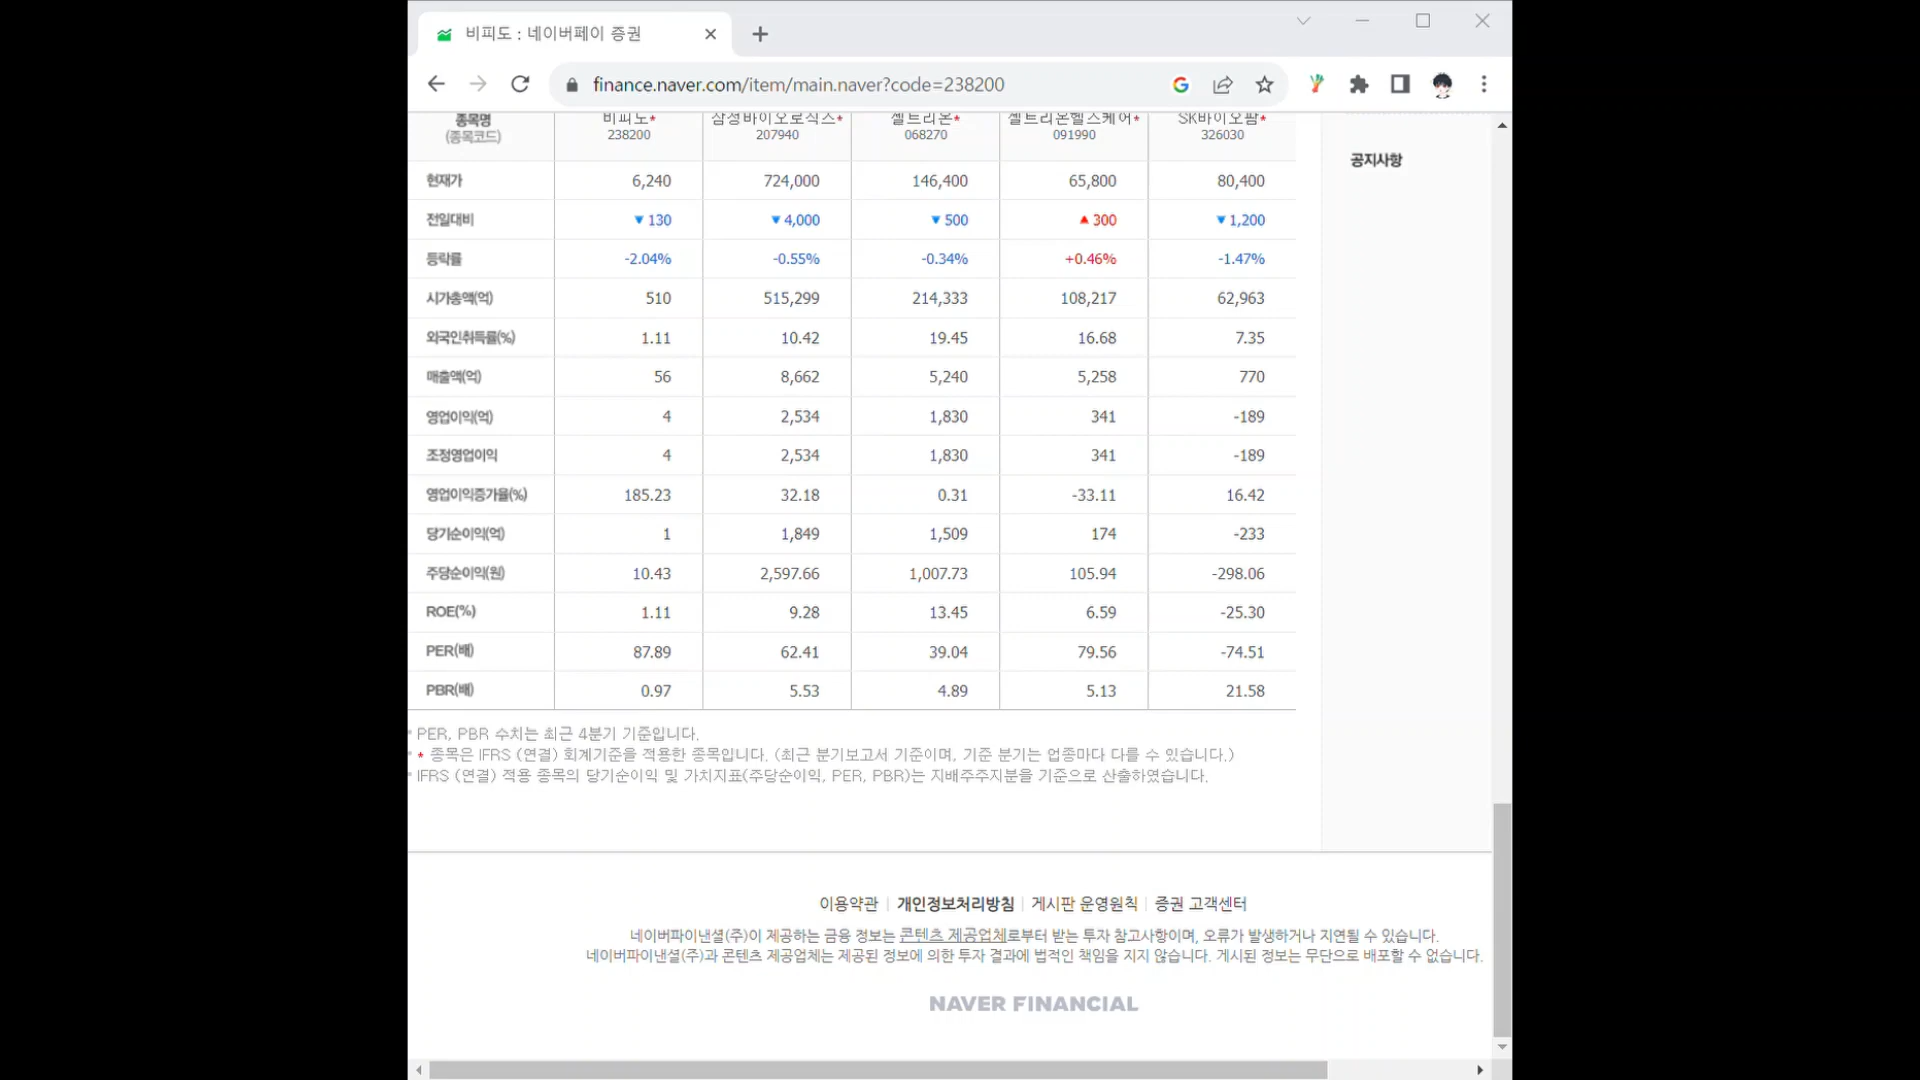 비피도 : 네이버페이 증권
finance.naver.com/item/main.naver?code=238200
종목명 비피도* 삼성바이오로직스* 셀트리온* 셀트리온헬스케어* SK바이오팜*
(종목코드) 238200 207940 068270 091990 326030
공지사항
현재가 6,240 724,000 146,400 65,800 80,400
전일대비 ▼130 ▼4,000 ▼500 ▲300 ▼1,200
등락률 -2.04% -0.55% -0.34% +0.46% -1.47%
시가총액(억) 510 515,299 214,333 108,217 62,963
외국인취득률(%) 1.11 10.42 19.45 16.68 7.35
매출액(억) 56 8,662 5,240 5,258 770
영업이익(억) 4 2,534 1,830 341 -189
조정영업이익 4 2,534 1,830 341 -189
영업이익증가율(%) 185.23 32.18 0.31 -33.11 16.42
당기순이익(억) 1 1,849 1,509 174 -233
주당순이익(원) 10.43 2,597.66 1,007.73 105.94 -298.06
ROE(%) 1.11 9.28 13.45 6.59 -25.30
PER(배) 87.89 62.41 39.04 79.56 -74.51
PBR(배) 0.97 5.53 4.89 5.13 21.58
* PER, PBR 수치는 최근 4분기 기준입니다.
* * 종목은 IFRS (연결) 회계기준을 적용한 종목입니다. (최근 분기보고서 기준이며, 기준 분기는 업종마다 다를 수 있습니다.)
* IFRS (연결) 적용 종목의 당기순이익 및 가치지표(주당순이익, PER, PBR)는 지배주주지분을 기준으로 산출하였습니다.
이용약관 | 개인정보처리방침 | 게시판 운영원칙 | 증권 고객센터
네이버파이낸셜(주)이 제공하는 금융 정보는 콘텐츠 제공업체로부터 받는 투자 참고사항이며, 오류가 발생하거나 지연될 수 있습니다.
네이버파이낸셜(주)과 콘텐츠 제공업체는 제공된 정보에 의한 투자 결과에 법적인 책임을 지지 않습니다. 게시된 정보는 무단으로 배포할 수 없습니다.
NAVER FINANCIAL